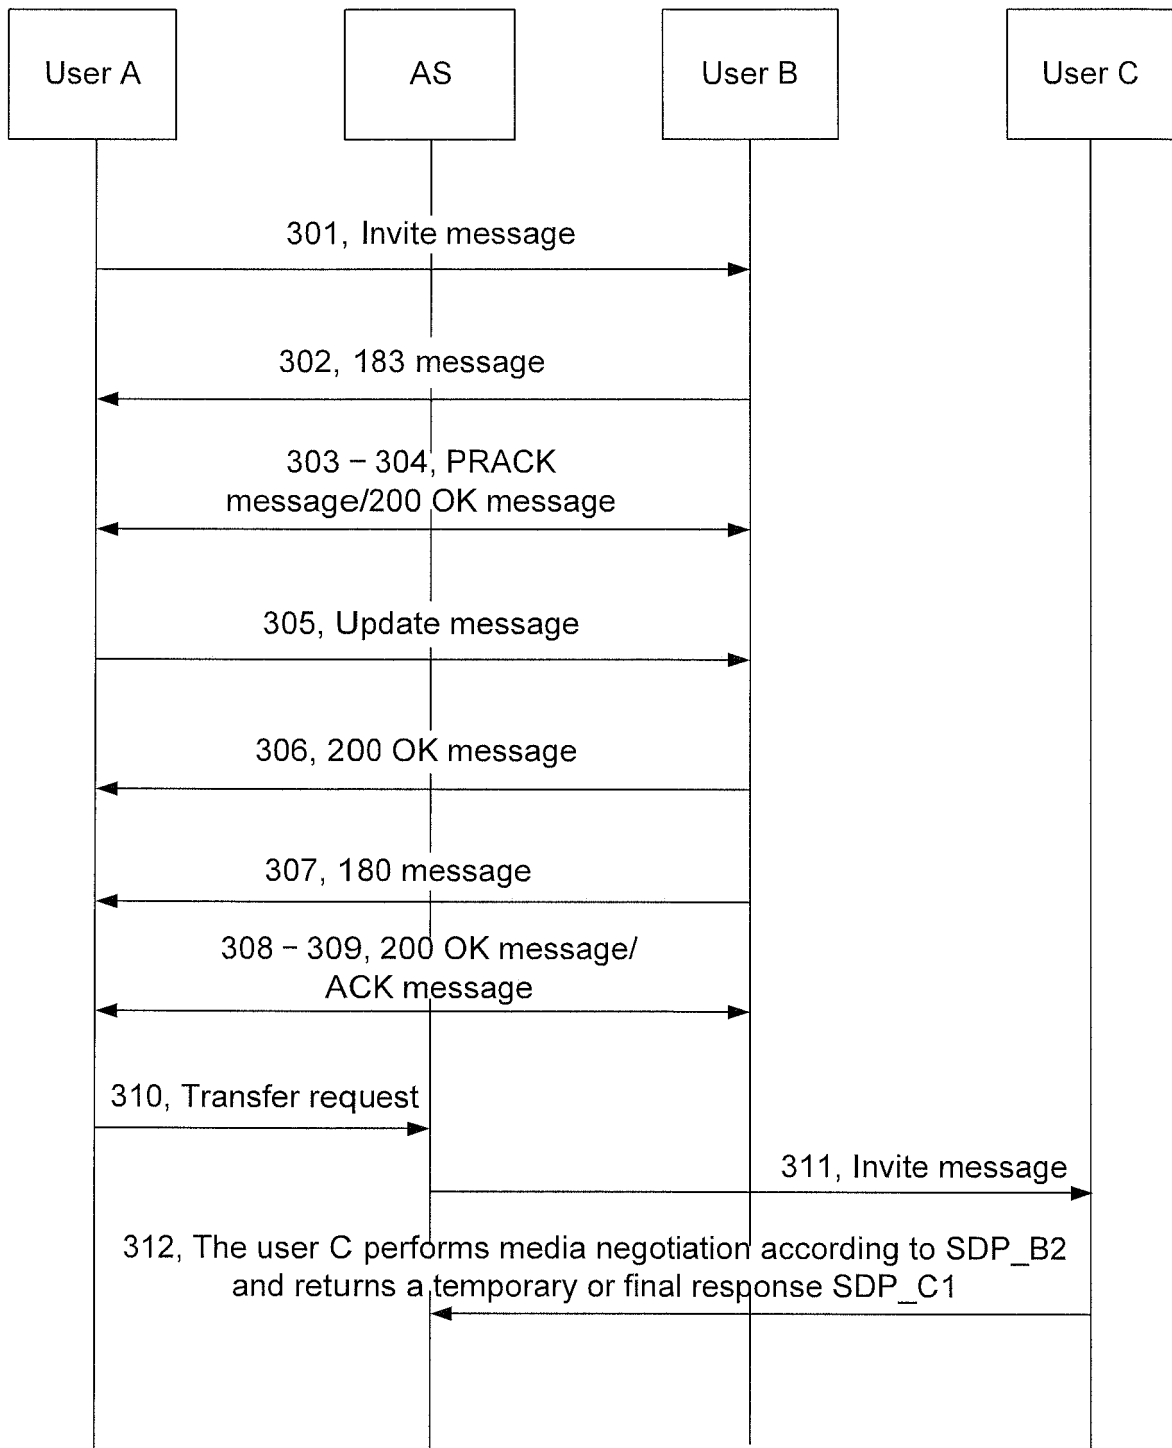 User A
AS
User B
User C
301, Invite message
302, 183 message
303 – 304, PRACK
message/200 OK message
305, Update message
306, 200 OK message
307, 180 message
308 – 309, 200 OK message/
ACK message
310, Transfer request
311, Invite message
312, The user C performs media negotiation according to SDP_B2
and returns a temporary or final response SDP_C1